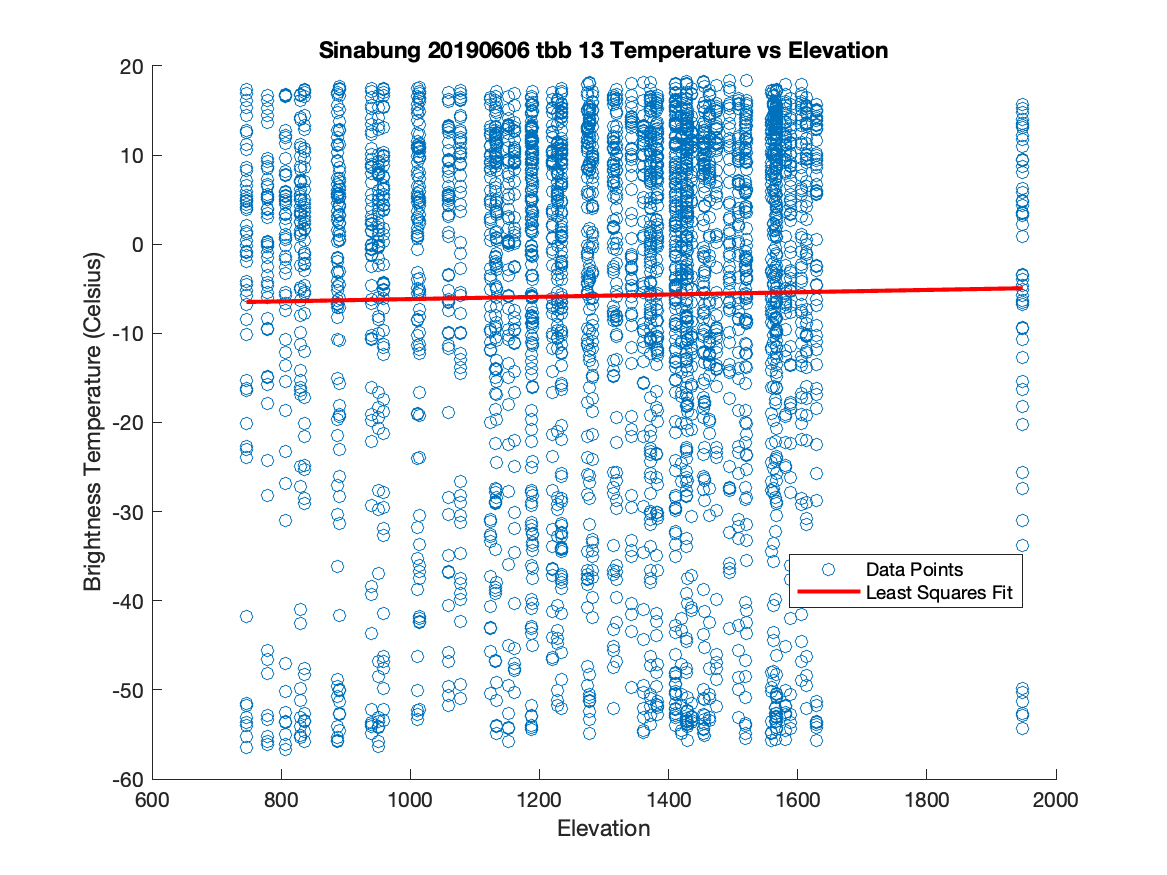 Sinabung 20190606 tbb 13 Temperature vs Elevation
20
10
0
-10
-20
-30
-40
-50
-60
Brightness Temperature (Celsius)
Data Points
Least Squares Fit
600 800 1000 1200 1400 1600 1800 2000
Elevation